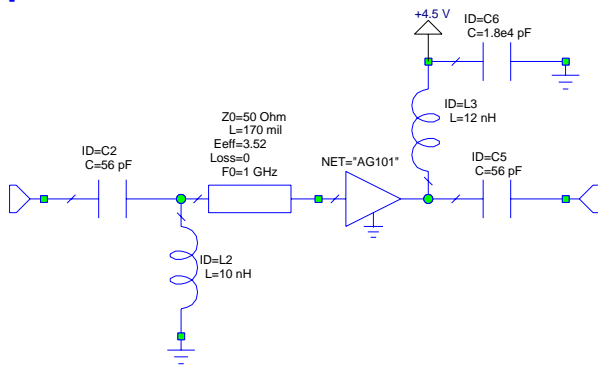 +4.5 V
ID=C6
C=1.8e4 pF
ID=L3
L=12 nH
Z0=50 Ohm
L=170 mil
Eeff=3.52
Loss=0
F0=1 GHz
ID=C2
C=56 pF
NET="AG101"
ID=C5
C=56 pF
ID=L2
L=10 nH